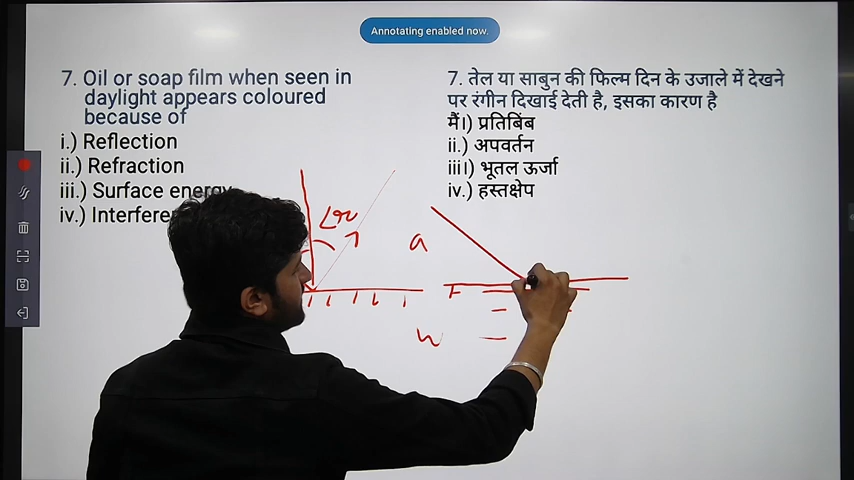 Annotating enabled now.
7. Oil or soap film when seen in
daylight appears coloured
because of
i.) Reflection
ii.) Refraction
iii.) Surface energy
iv.) Interfere
7. तेल या साबुन की फिल्म दिन के उजाले में देखने
पर रंगीन दिखाई देती है, इसका कारण है
मैं।) प्रतिबिंब
ii.) अपवर्तन
iii।) भूतल ऊर्जा
iv.) हस्तक्षेप
∠r
a
F
W